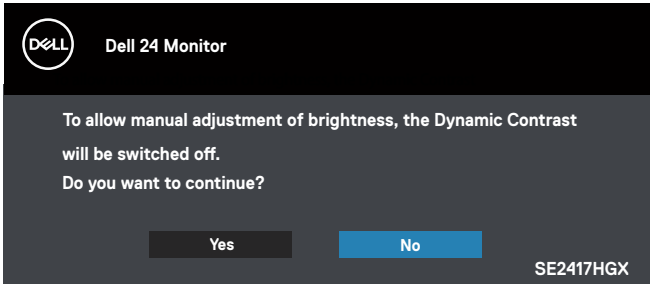 DELL
Dell 24 Monitor
To allow manual adjustment of brightness, the Dynamic Contrast
will be switched off.
Do you want to continue?
Yes
No
SE2417HGX